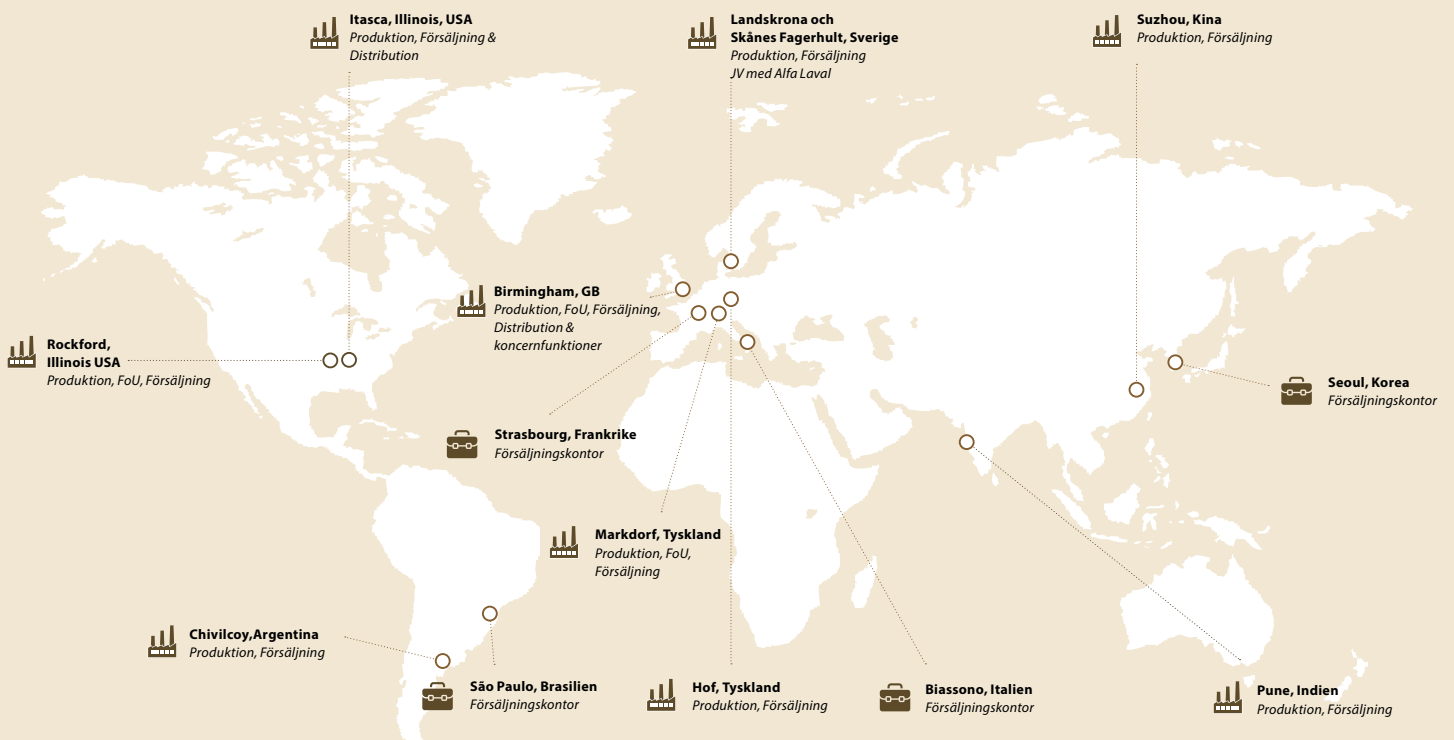 Itasca, Illinois, USA
Produktion, Försäljning &
Distribution
Landskrona och
Skånes Fagerhult, Sverige
Produktion, Försäljning
JV med Alfa Laval
Suzhou, Kina
Produktion, Försäljning
Birmingham, GB
Produktion, FoU, Försäljning,
Distribution &
koncernfunktioner
Rockford,
Illinois USA
Produktion, FoU, Försäljning
Seoul, Korea
Försäljningskontor
Strasbourg, Frankrike
Försäljningskontor
Markdorf, Tyskland
Produktion, FoU,
Försäljning
Chivilcoy,Argentina
Produktion, Försäljning
São Paulo, Brasilien
Försäljningskontor
Hof, Tyskland
Produktion, Försäljning
Biassono, Italien
Försäljningskontor
Pune, Indien
Produktion, Försäljning